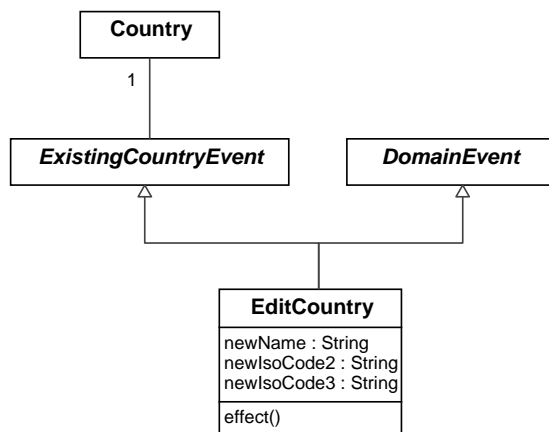 Country
1
ExistingCountryEvent
DomainEvent
EditCountry
newName : String
newIsoCode2 : String
newIsoCode3 : String
effect()